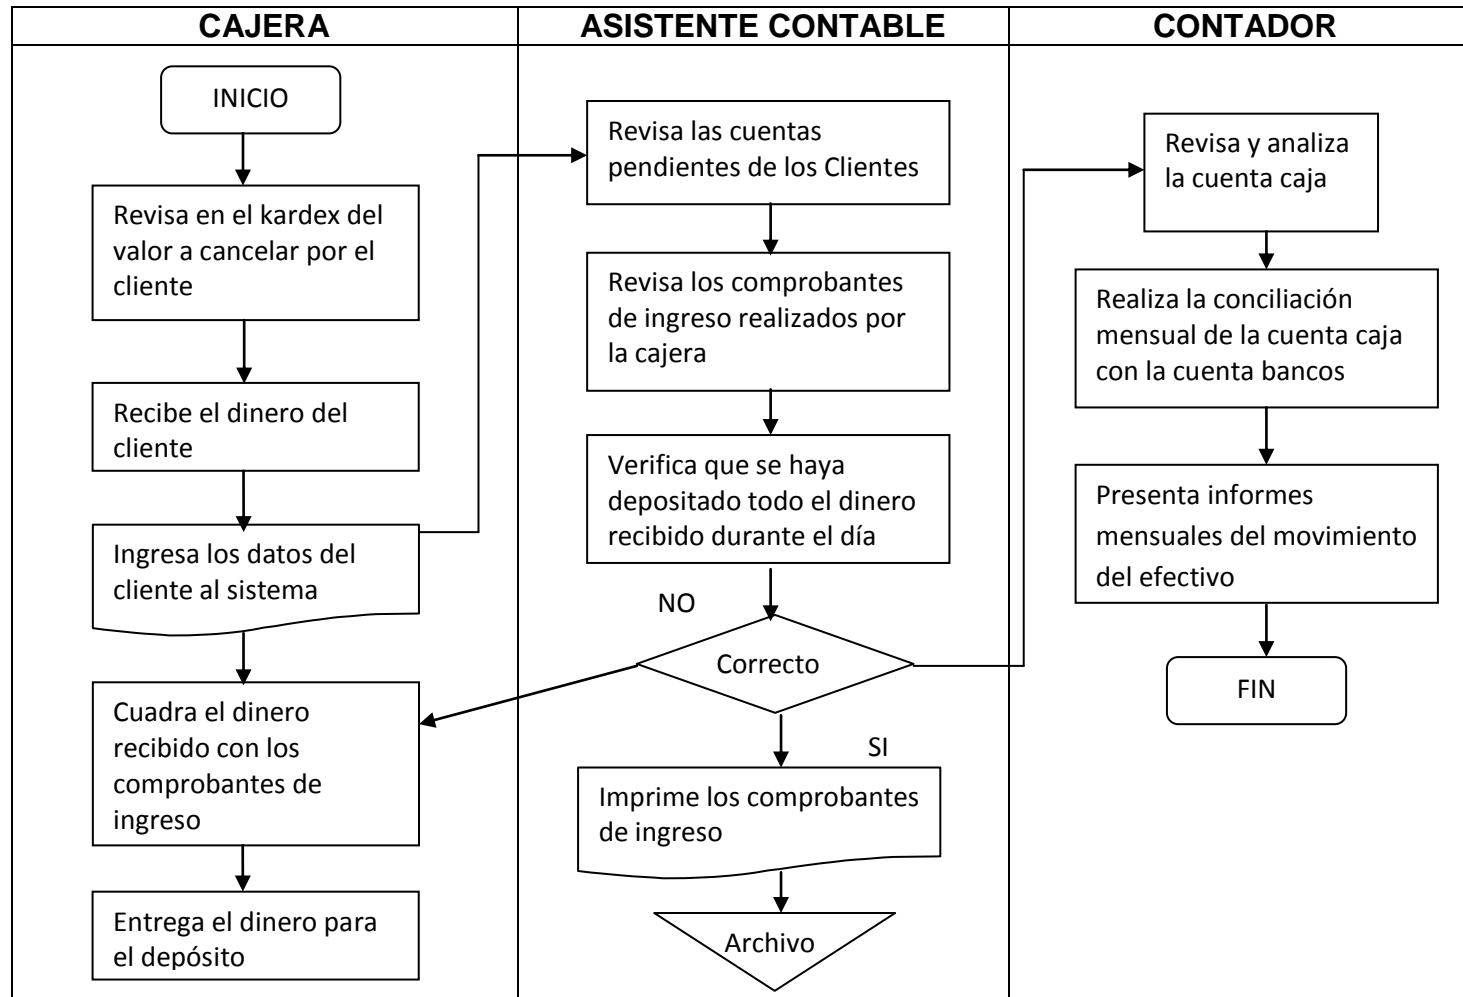 CAJERA
INICIO
Revisa en el kardex del
valor a cancelar por el
cliente
Recibe el dinero del
cliente
Ingresa los datos del
cliente al sistema
Cuadra el dinero
recibido con los
comprobantes de
ingreso
Entrega el dinero para
el depósito
ASISTENTE CONTABLE
Revisa las cuentas
pendientes de los Clientes
Revisa los comprobantes
de ingreso realizados por
la cajera
Verifica que se haya
depositado todo el dinero
recibido durante el día
NO
Correcto
SI
Imprime los comprobantes
de ingreso
Archivo
CONTADOR
Revisa y analiza
la cuenta caja
Realiza la conciliación
mensual de la cuenta caja
con la cuenta bancos
Presenta informes
mensuales del movimiento
del efectivo
FIN